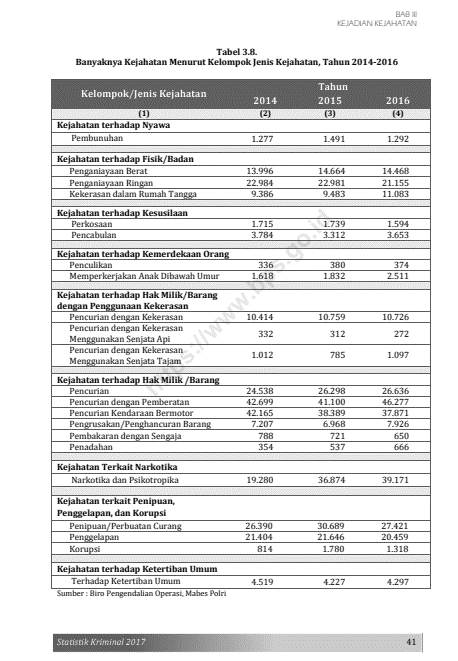 BAB III
KEJADIAN KEJAHATAN
Tabel 3.8.
Banyaknya Kejahatan Menurut Kelompok Jenis Kejahatan, Tahun 2014-2016
Kelompok/Jenis Kejahatan Tahun
2014 2015 2016
(1) (2) (3) (4)
Kejahatan terhadap Nyawa
Pembunuhan 1.277 1.491 1.292
Kejahatan terhadap Fisik/Badan
Penganiayaan Berat 13.996 14.664 14.468
Penganiayaan Ringan 22.984 22.981 21.155
Kekerasan dalam Rumah Tangga 9.386 9.483 11.083
Kejahatan terhadap Kesusilaan
Perkosaan 1.715 1.739 1.594
Pencabulan 3.784 3.312 3.653
Kejahatan terhadap Kemerdekaan Orang
Penculikan 336 380 374
Memperkerjakan Anak Dibawah Umur 1.618 1.832 2.511
Kejahatan terhadap Hak Milik/Barang
dengan Penggunaan Kekerasan
Pencurian dengan Kekerasan 10.414 10.759 10.726
Pencurian dengan Kekerasan
Menggunakan Senjata Api 332 312 272
Pencurian dengan Kekerasan
Menggunakan Senjata Tajam 1.012 785 1.097
Kejahatan terhadap Hak Milik /Barang
Pencurian 24.538 26.298 26.636
Pencurian dengan Pemberatan 42.699 41.100 46.277
Pencurian Kendaraan Bermotor 42.165 38.389 37.871
Pengrusakan/Penghancuran Barang 7.207 6.968 7.926
Pembakaran dengan Sengaja 788 721 650
Penadahan 354 537 666
Kejahatan Terkait Narkotika
Narkotika dan Psikotropika 19.280 36.874 39.171
Kejahatan terkait Penipuan,
Penggelapan, dan Korupsi
Penipuan/Perbuatan Curang 26.390 30.689 27.421
Penggelapan 21.404 21.646 20.459
Korupsi 814 1.780 1.318
Kejahatan terhadap Ketertiban Umum
Terhadap Ketertiban Umum 4.519 4.227 4.297
Sumber : Biro Pengendalian Operasi, Mabes Polri
https://www.bps.go.id
Statistik Kriminal 2017 41